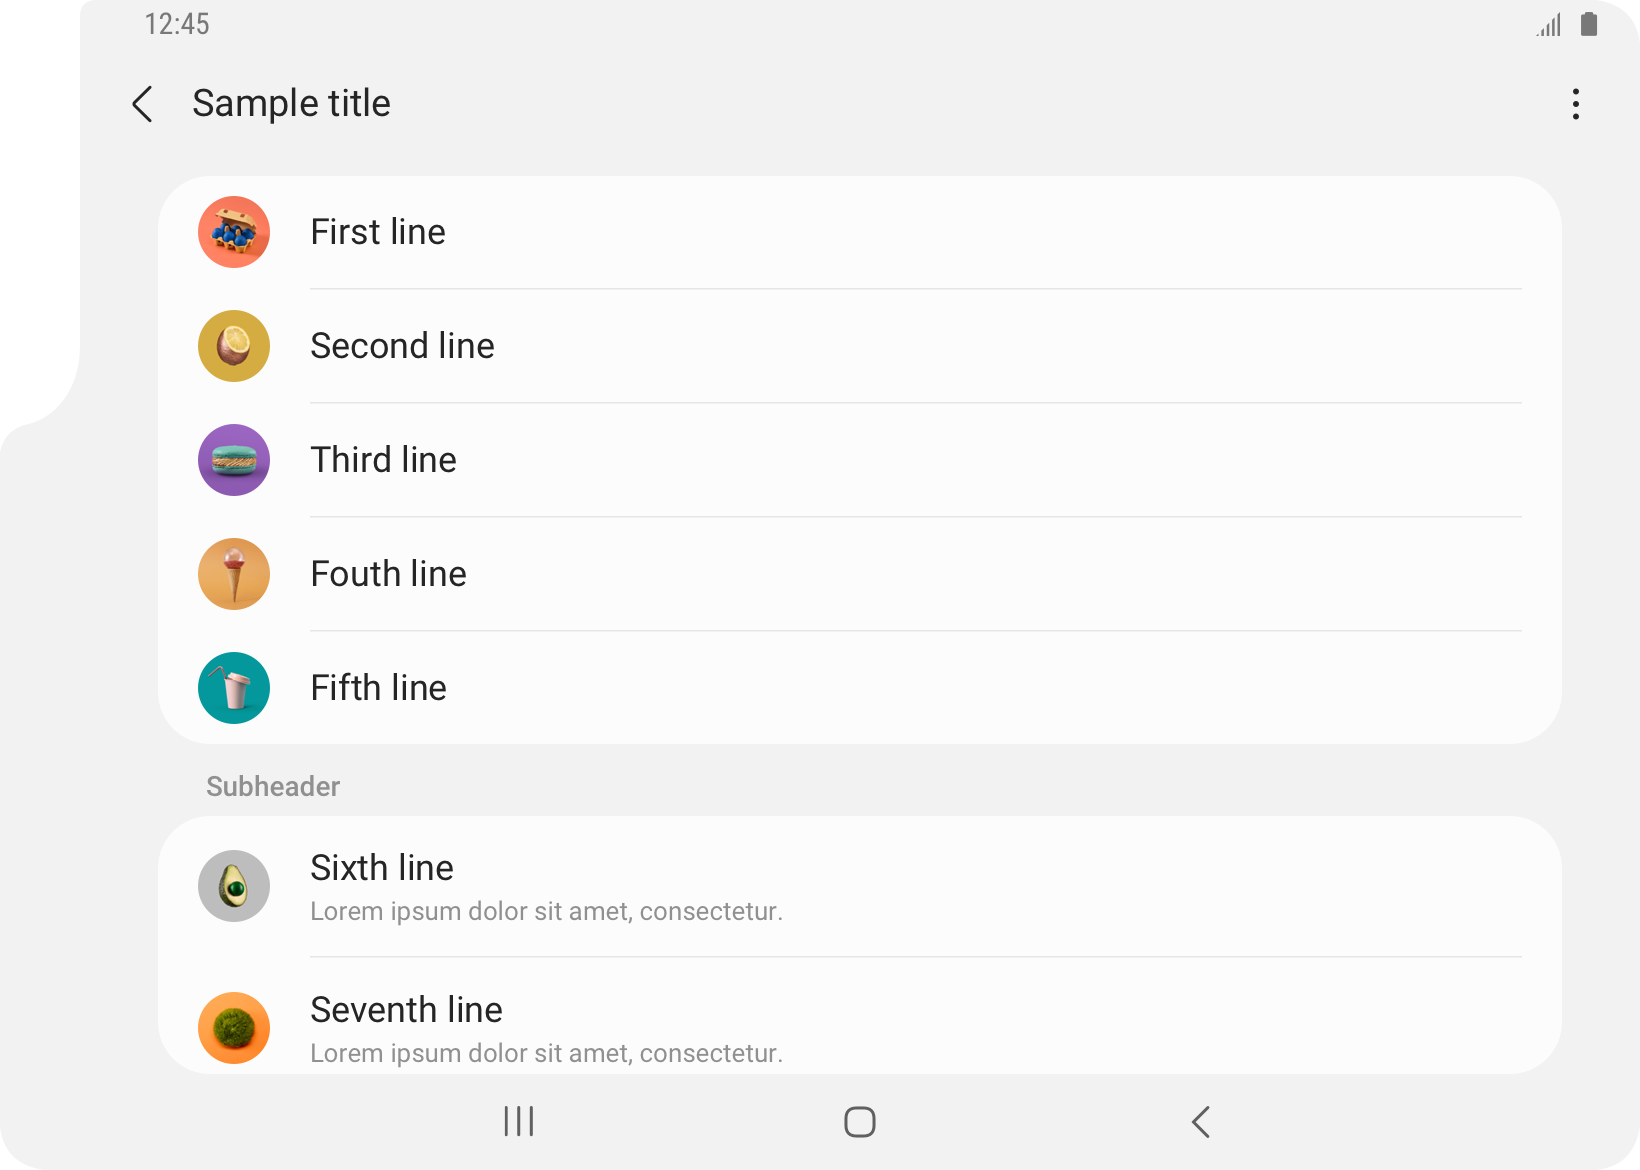 12:45
Sample title
First line
Second line
Third line
Fouth line
Fifth line
Subheader
Sixth line
Lorem ipsum dolor sit amet, consectetur.
Seventh line
Lorem ipsum dolor sit amet, consectetur.